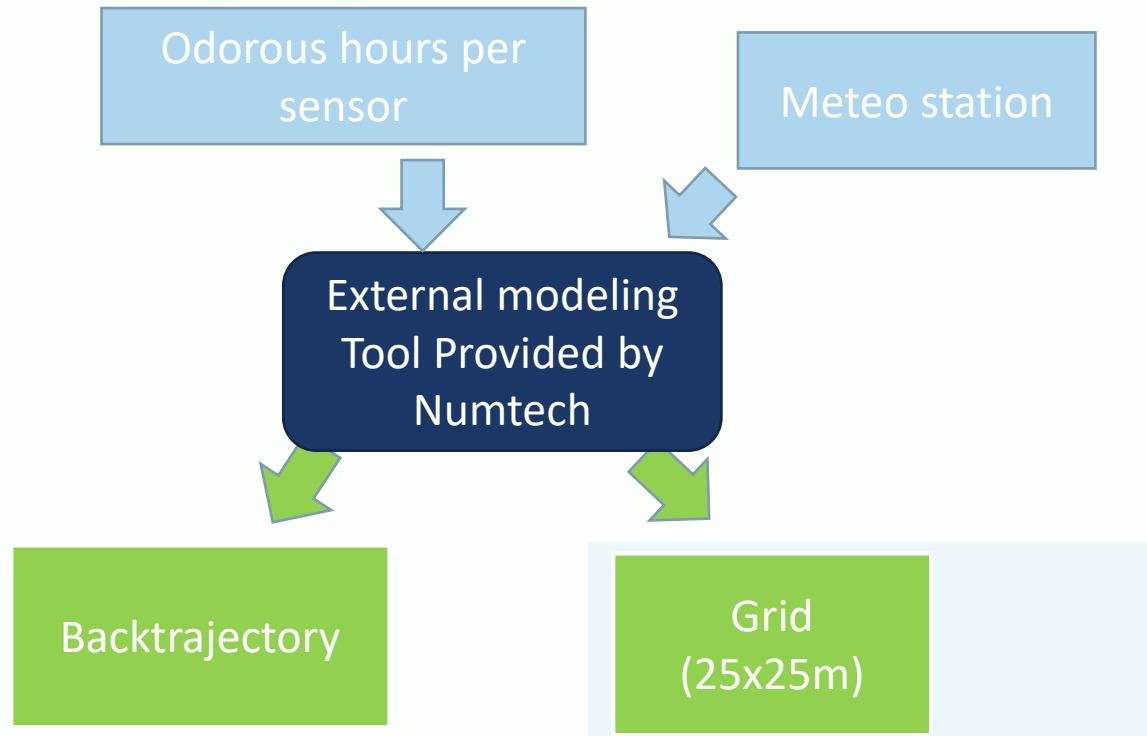 Odorous hours per
sensor
Meteo station
External modeling
Tool Provided by
Numtech
Backtrajectory
Grid
(25x25m)